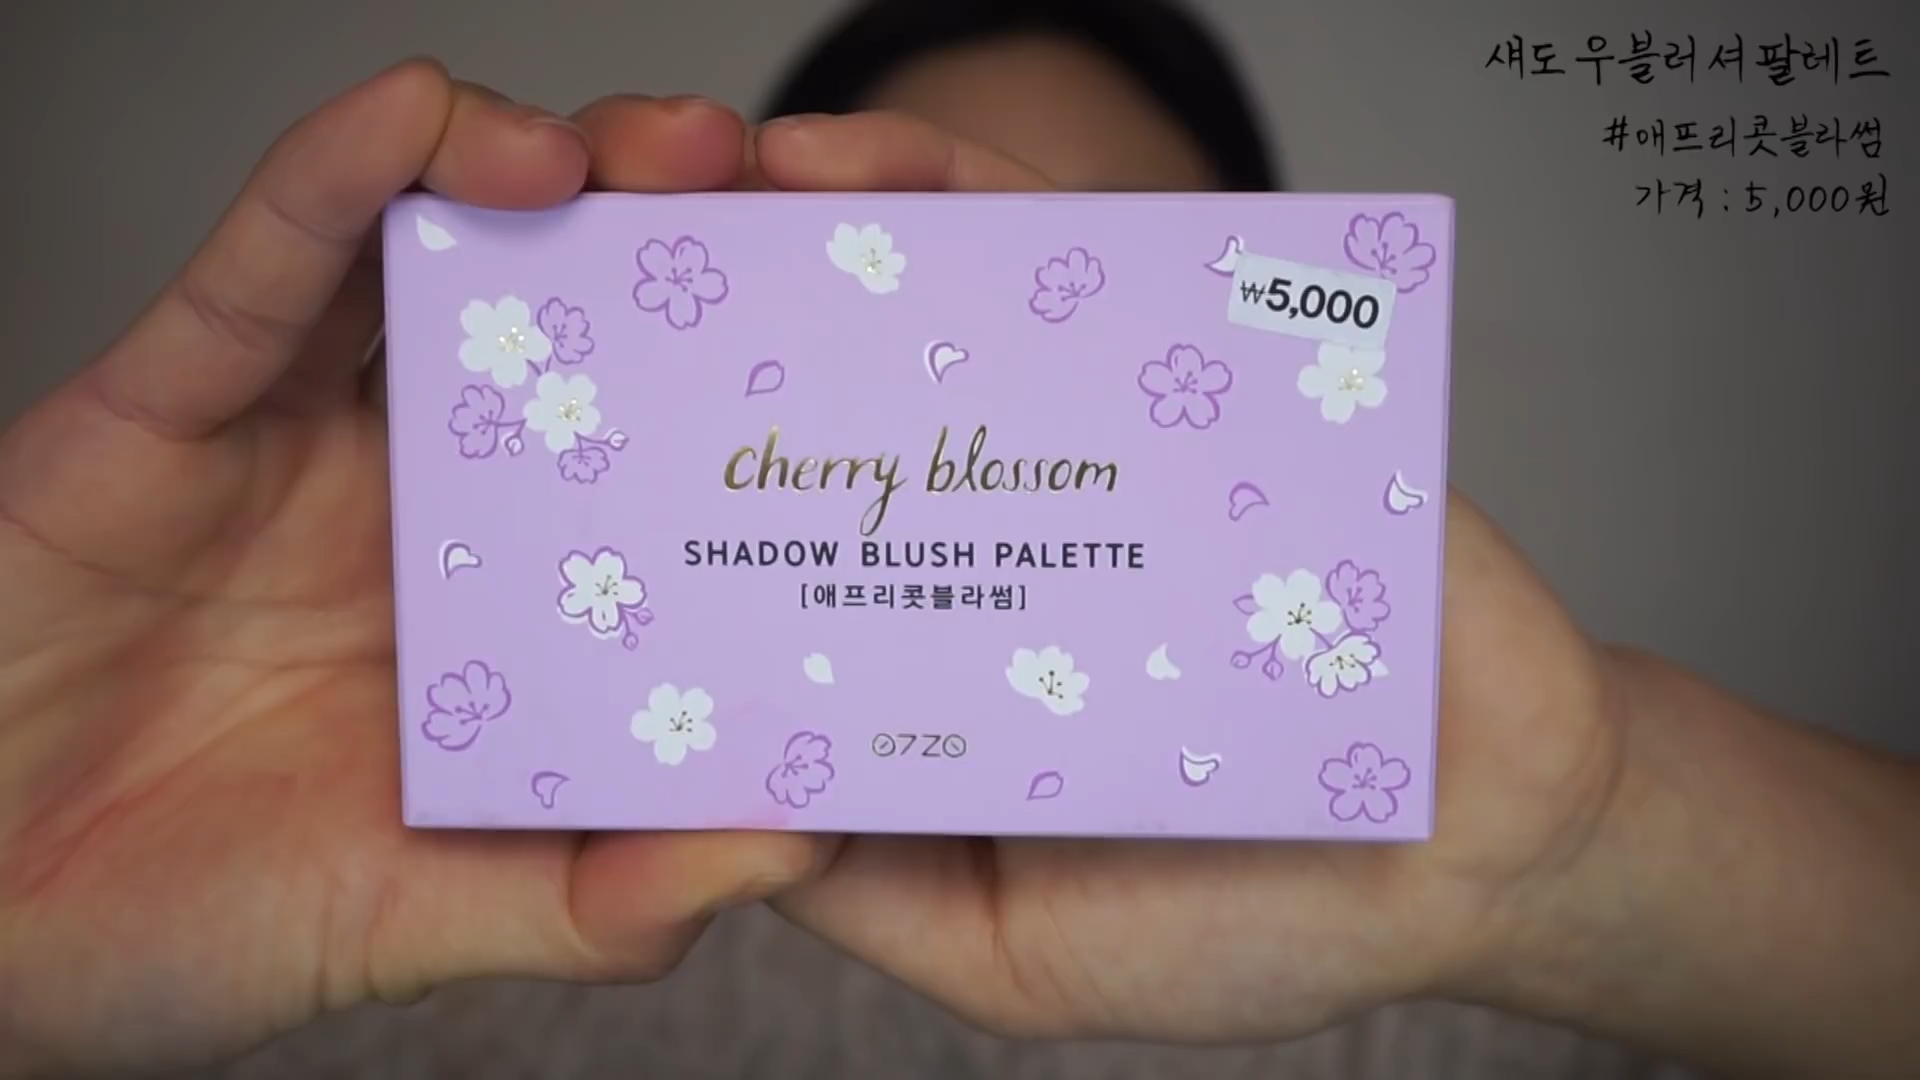 섀도우블러셔팔레트
#애프리콧블라썸
가격 : 5,000원
₩5,000
cherry blossom
SHADOW BLUSH PALETTE
[애프리콧블라썸]
07ZO